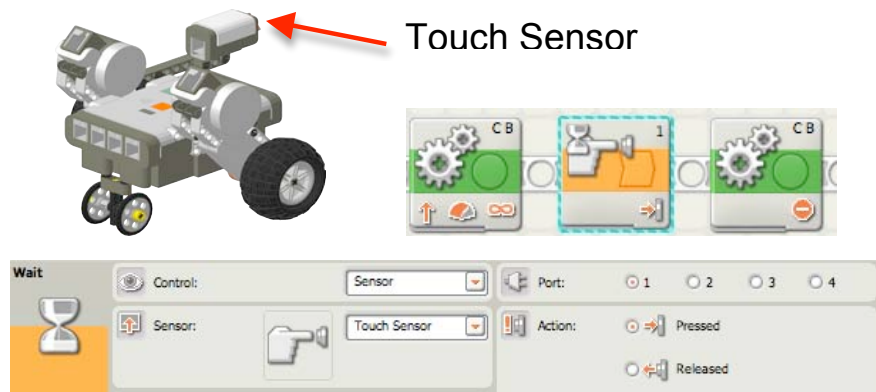 Touch Sensor
C B
1
C B
Wait
Control:
Sensor
Port:
1
2
3
4
Sensor:
Touch Sensor
Action:
Pressed
Released